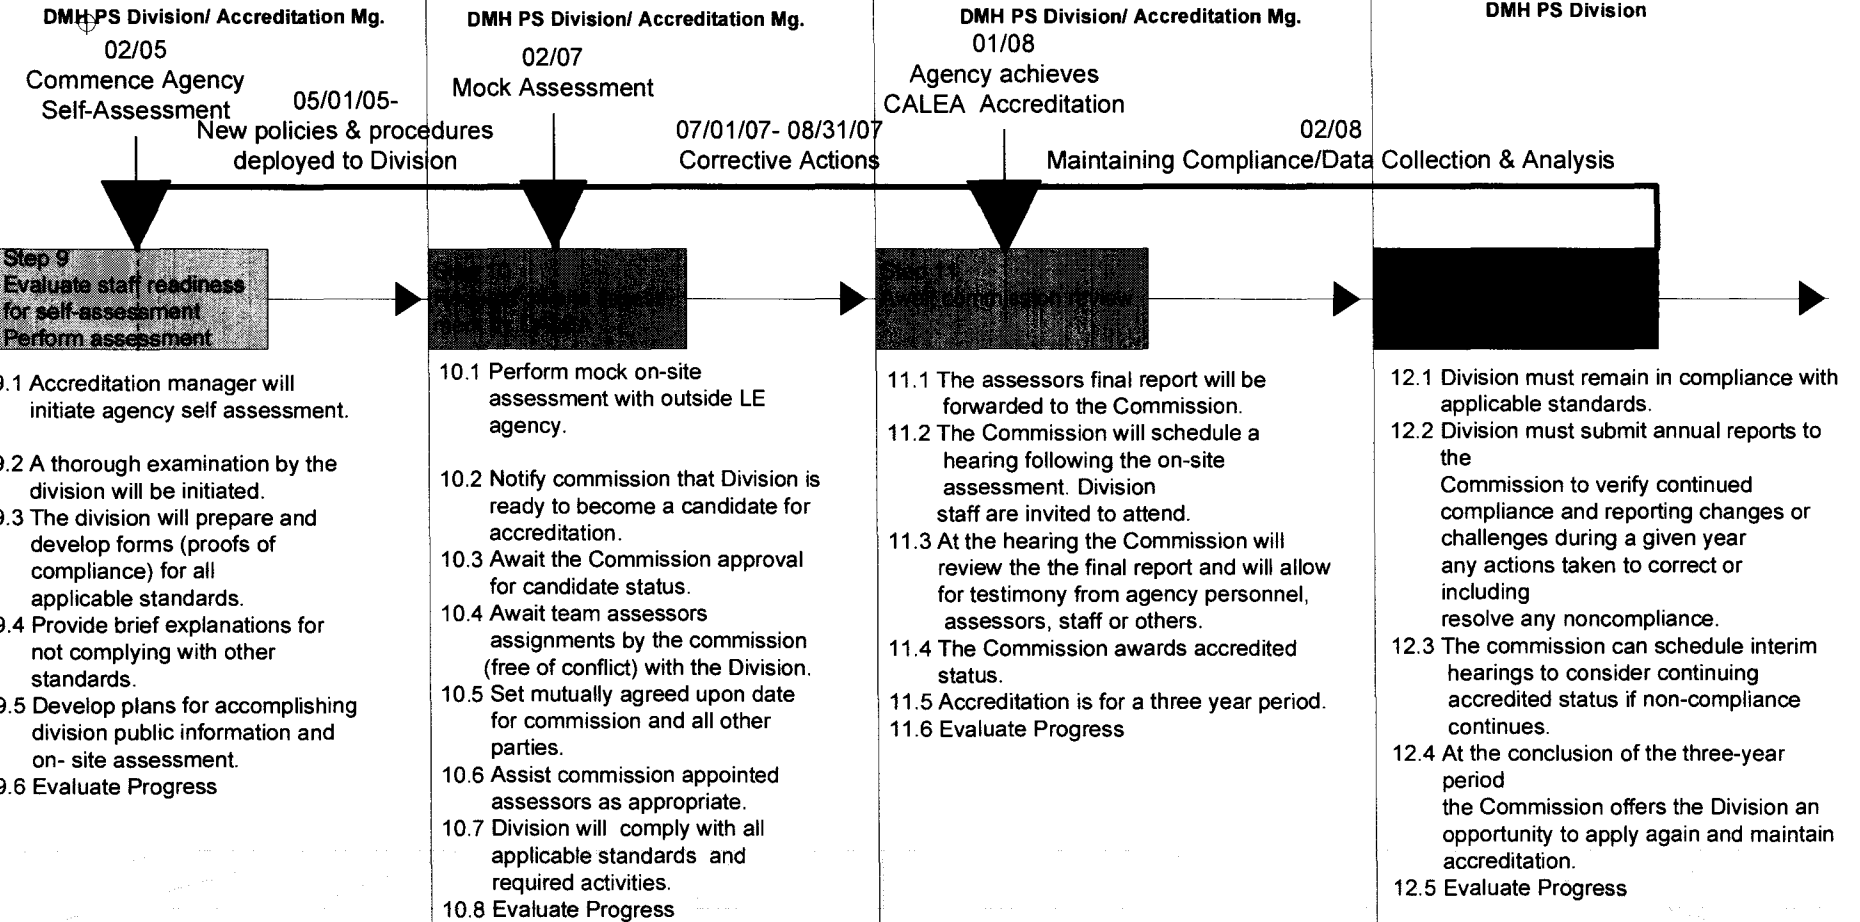 DMH PS Division/ Accreditation Mg.
02/05
Commence Agency
Self-Assessment
05/01/05-
New policies & procedures
deployed to Division
Step 9
Evaluate staff readiness
for self-assessment
Perform assessment
9.1 Accreditation manager will
initiate agency self assessment.
9.2 A thorough examination by the
division will be initiated.
9.3 The division will prepare and
develop forms (proofs of
compliance) for all
applicable standards.
9.4 Provide brief explanations for
not complying with other
standards.
9.5 Develop plans for accomplishing
division public information and
on- site assessment.
9.6 Evaluate Progress
DMH PS Division/ Accreditation Mg.
02/07
Mock Assessment
07/01/07- 08/31/07
Corrective Actions
10.1 Perform mock on-site
assessment with outside LE
agency.
10.2 Notify commission that Division is
ready to become a candidate for
accreditation.
10.3 Await the Commission approval
for candidate status.
10.4 Await team assessors
assignments by the commission
(free of conflict) with the Division.
10.5 Set mutually agreed upon date
for commission and all other
parties.
10.6 Assist commission appointed
assessors as appropriate.
10.7 Division will comply with all
applicable standards and
required activities.
10.8 Evaluate Progress
DMH PS Division/ Accreditation Mg.
01/08
Agency achieves
CALEA Accreditation
02/08
Maintaining Compliance/Data Collection & Analysis
Step 11
Await commission review
11.1 The assessors final report will be
forwarded to the Commission.
11.2 The Commission will schedule a
hearing following the on-site
assessment. Division
staff are invited to attend.
11.3 At the hearing the Commission will
review the the final report and will allow
for testimony from agency personnel,
assessors, staff or others.
11.4 The Commission awards accredited
status.
11.5 Accreditation is for a three year period.
11.6 Evaluate Progress
DMH PS Division
12.1 Division must remain in compliance with
applicable standards.
12.2 Division must submit annual reports to
the
Commission to verify continued
compliance and reporting changes or
challenges during a given year
any actions taken to correct or
including
resolve any noncompliance.
12.3 The commission can schedule interim
hearings to consider continuing
accredited status if non-compliance
continues.
12.4 At the conclusion of the three-year
period
the Commission offers the Division an
opportunity to apply again and maintain
accreditation.
12.5 Evaluate Progress